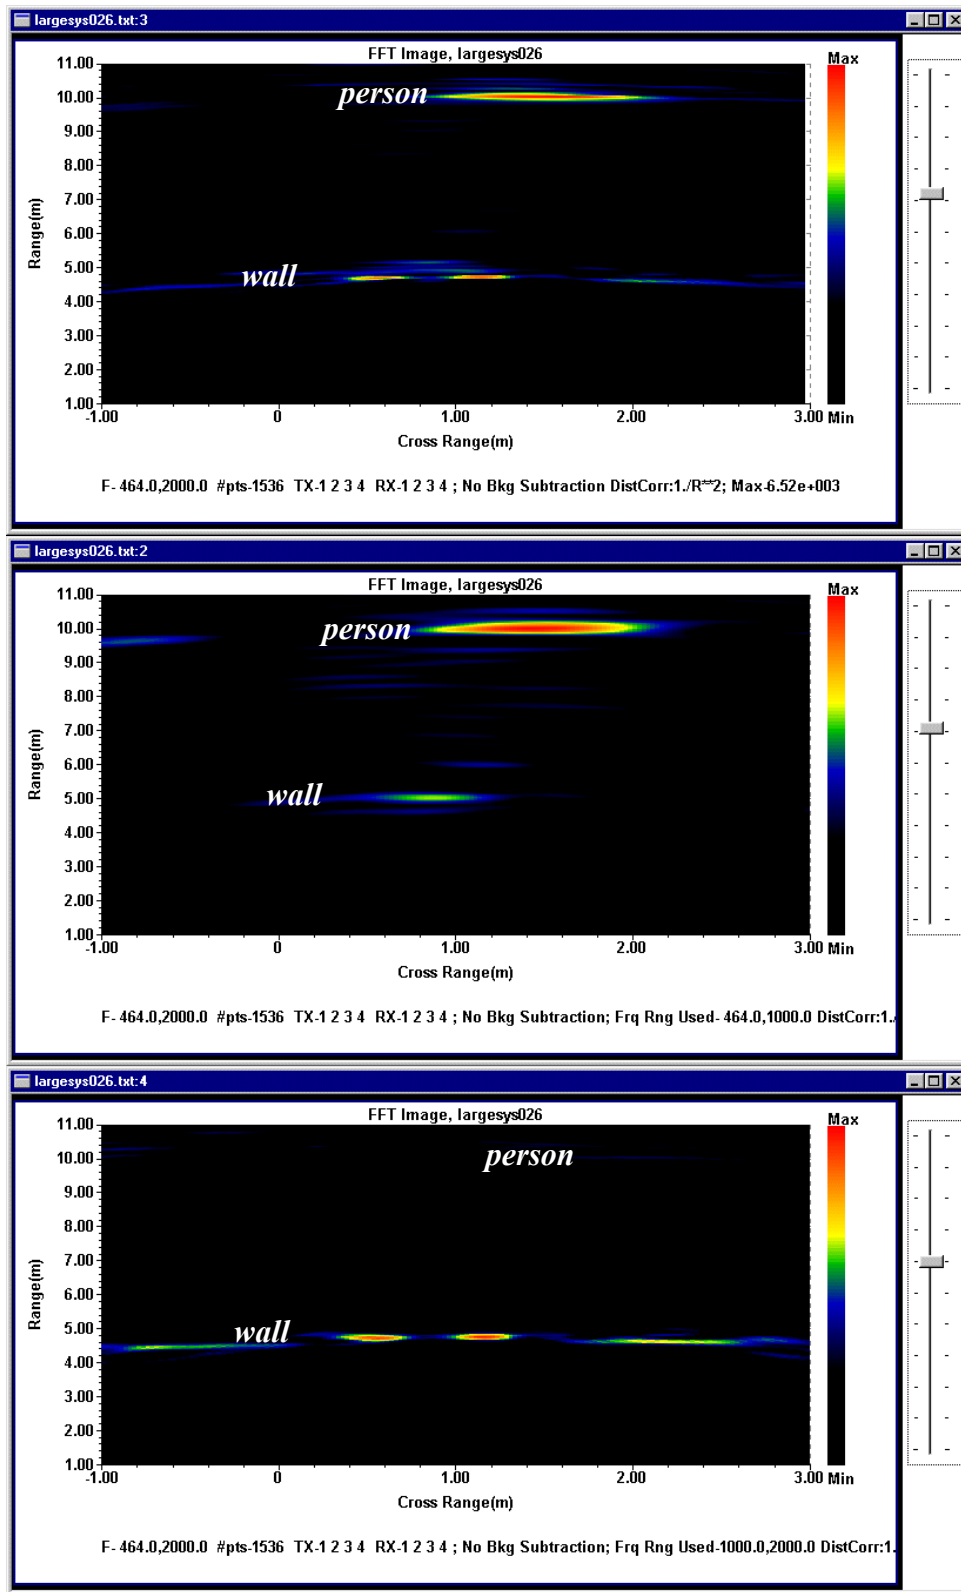 largesys026.txt:3
FFT Image, largesys026
Max
11.00
person
10.00
9.00
8.00
7.00
Range(m)
6.00
5.00
wall
4.00
3.00
2.00
1.00
-1.00 0 1.00 2.00 3.00 Min
Cross Range(m)
F- 464.0,2000.0 #pts-1536 TX-1 2 3 4 RX-1 2 3 4 ; No Bkg Subtraction DistCorr:1./R**2; Max-6.52e+003
largesys026.txt:2
FFT Image, largesys026
Max
11.00
person
10.00
9.00
8.00
7.00
Range(m)
6.00
5.00
wall
4.00
3.00
2.00
1.00
-1.00 0 1.00 2.00 3.00 Min
Cross Range(m)
F- 464.0,2000.0 #pts-1536 TX-1 2 3 4 RX-1 2 3 4 ; No Bkg Subtraction; Frq Rng Used- 464.0,1000.0 DistCorr:1./
largesys026.txt:4
FFT Image, largesys026
Max
11.00
person
10.00
9.00
8.00
7.00
Range(m)
6.00
5.00
wall
4.00
3.00
2.00
1.00
-1.00 0 1.00 2.00 3.00 Min
Cross Range(m)
F- 464.0,2000.0 #pts-1536 TX-1 2 3 4 RX-1 2 3 4 ; No Bkg Subtraction; Frq Rng Used-1000.0,2000.0 DistCorr:1.